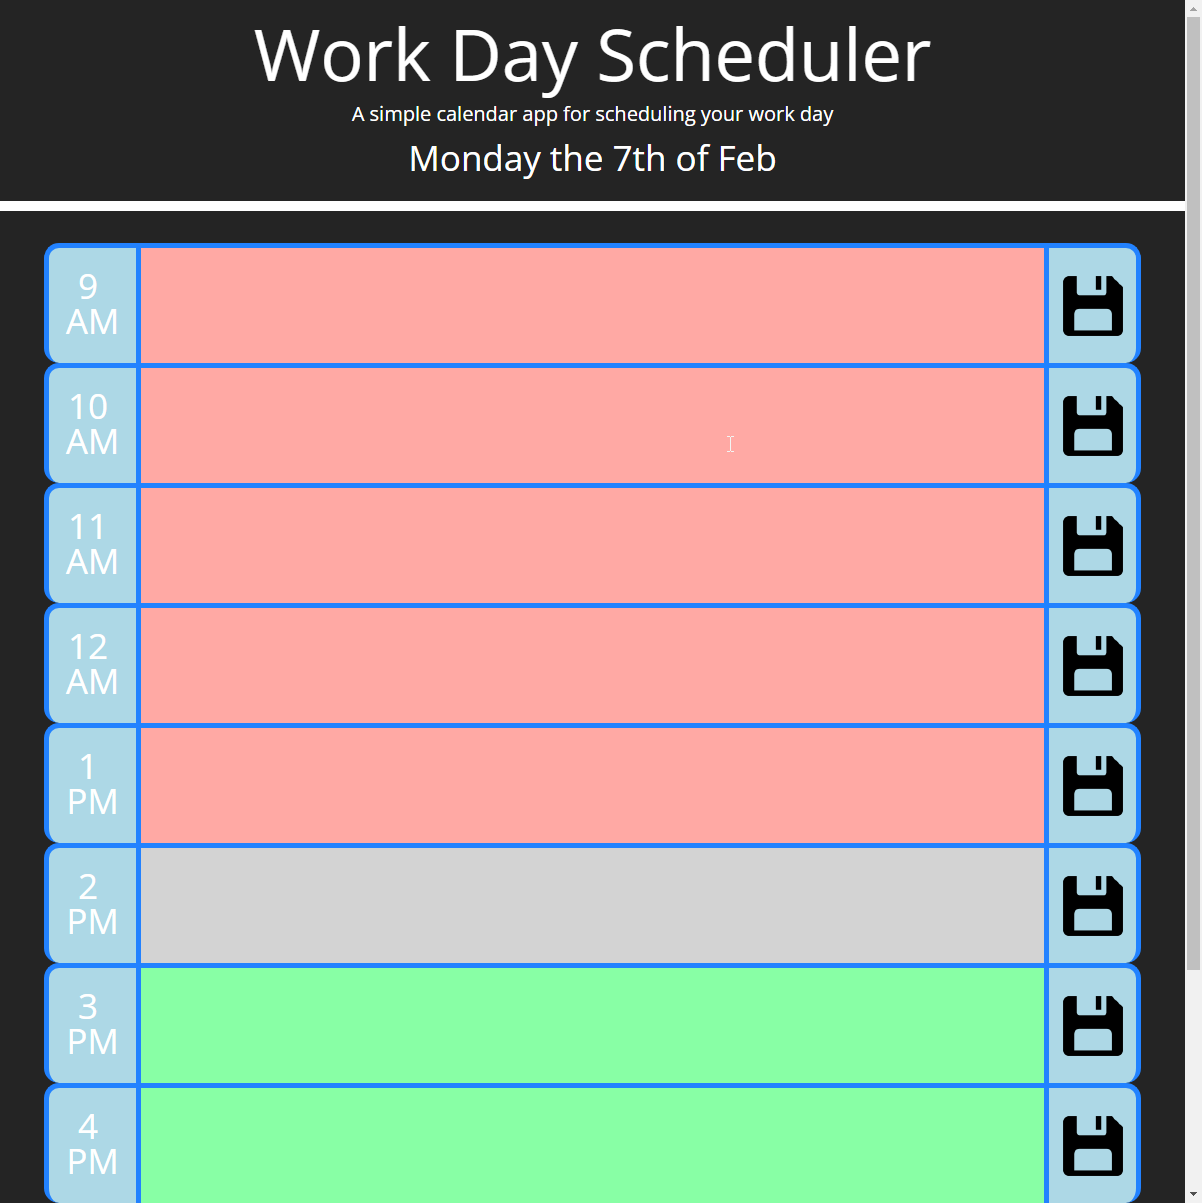 Work Day Scheduler
A simple calendar app for scheduling your work day
Monday the 7th of Feb
9
AM
10
AM
11
AM
12
AM
1
PM
2
PM
3
PM
4
PM